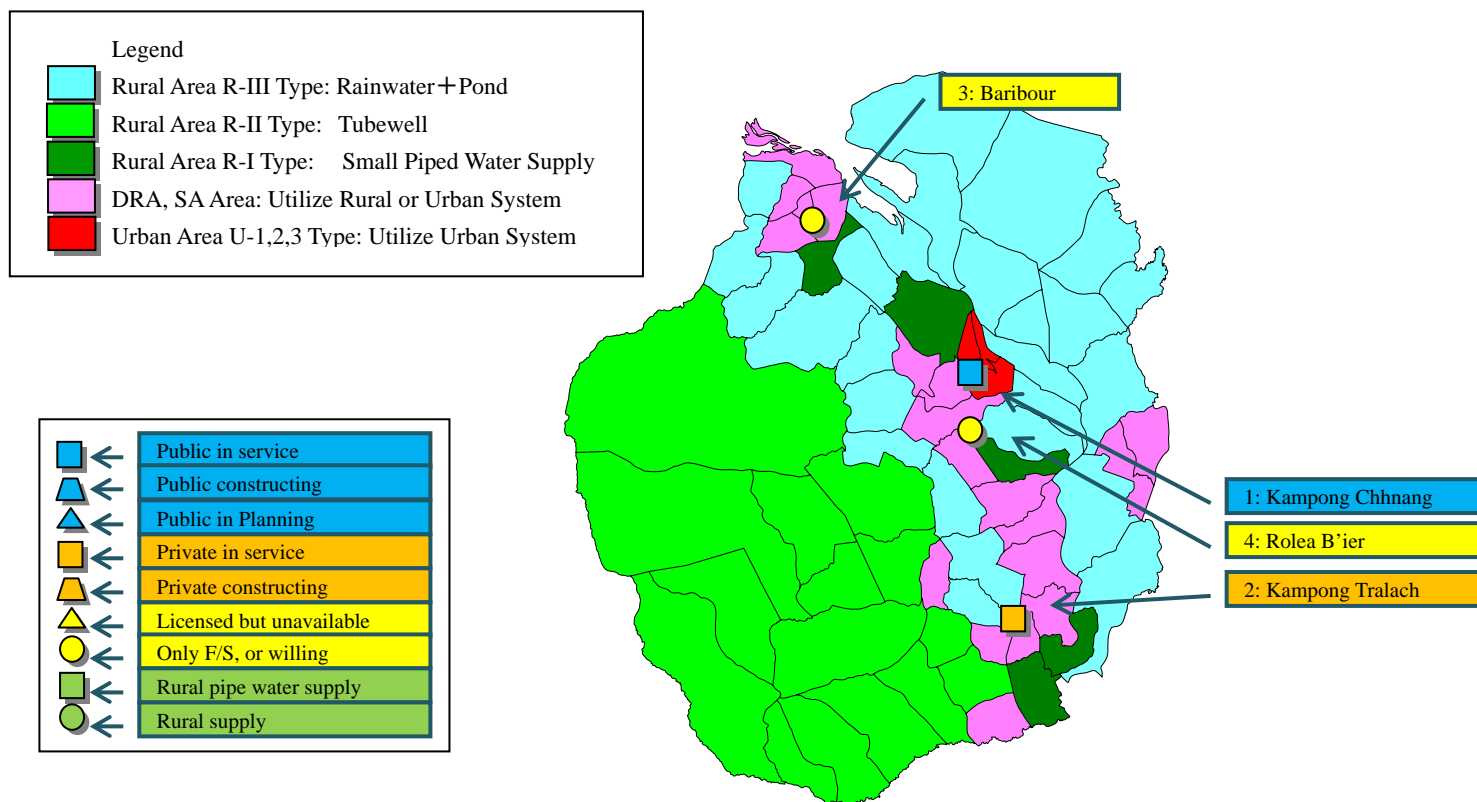 Legend
Rural Area R-III Type: Rainwater＋Pond
Rural Area R-II Type: Tubewell
Rural Area R-I Type: Small Piped Water Supply
DRA, SA Area: Utilize Rural or Urban System
Urban Area U-1,2,3 Type: Utilize Urban System
3: Baribour
Public in service
Public constructing
Public in Planning
Private in service
Private constructing
Licensed but unavailable
Only F/S, or willing
Rural pipe water supply
Rural supply
1: Kampong Chhnang
4: Rolea B’ier
2: Kampong Tralach